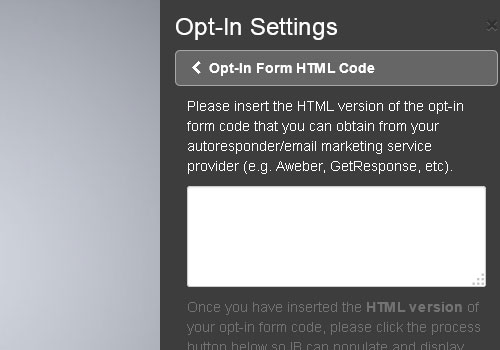 Opt-In Settings
Opt-In Form HTML Code
Please insert the HTML version of the opt-in
form code that you can obtain from your
autoresponder/email marketing service
provider (e.g. Aweber, GetResponse, etc).
Once you have inserted the HTML version of
your opt-in form code, please click the process
button below so IB can populate and display